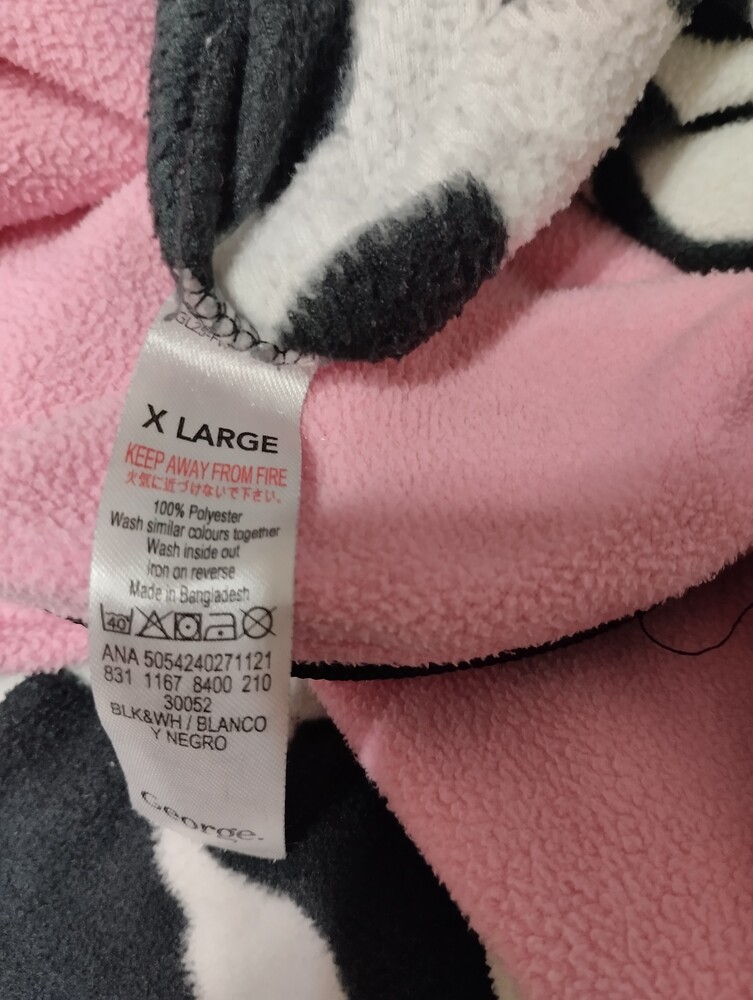 X LARGE
KEEP AWAY FROM FIRE
火気に近づけないで下さい。
100% Polyester
Wash similar colours together
Wash inside out
Iron on reverse
Made in Bangladesh
40
ANA 5054240271121
831 1167 8400 210
30052
BLK&WH / BLANCO
Y NEGRO
George.